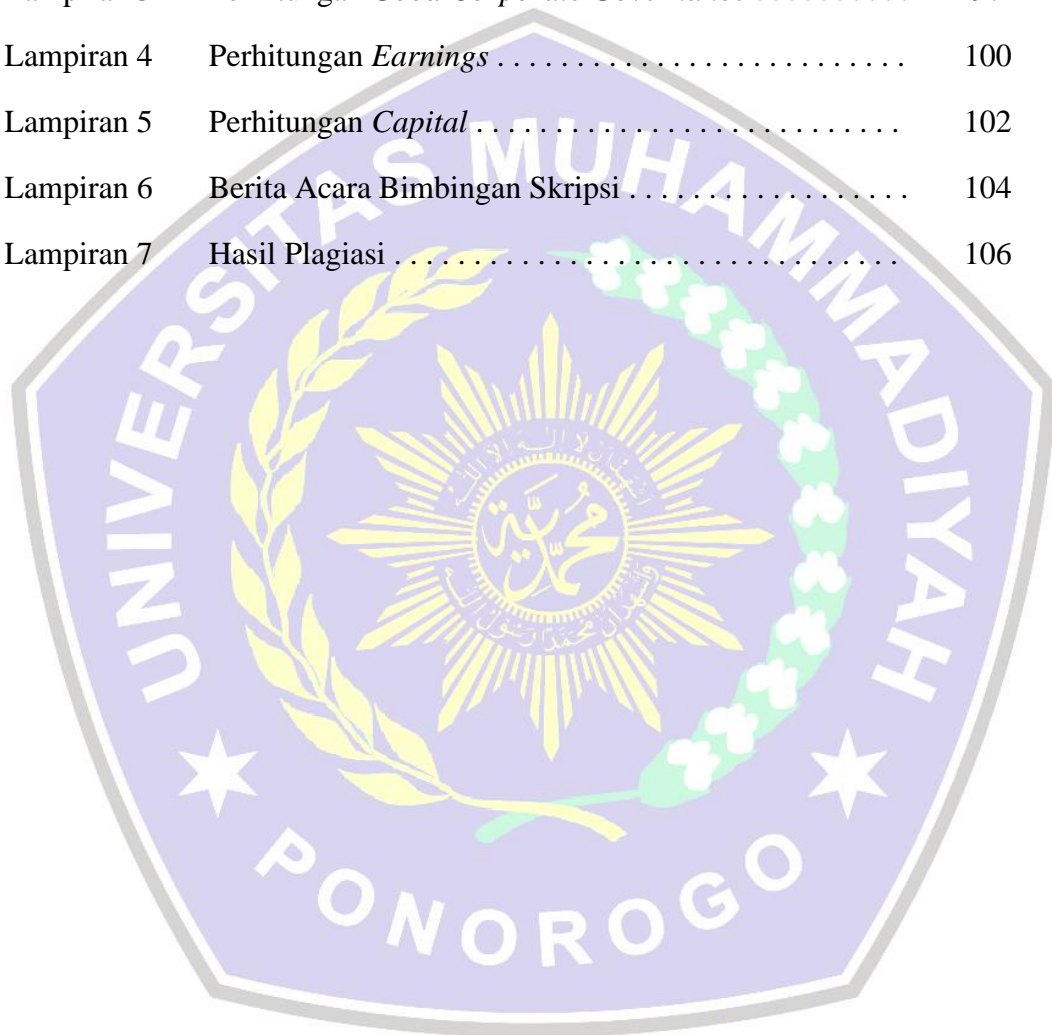 Lampiran 4 Perhitungan Earnings . . . . . . . . . . . . . . . . . . . . . . . . . . 100
Lampiran 5 Perhitungan Capital . . . . . . . . . . . . . . . . . . . . . . . . . . . 102
Lampiran 6 Berita Acara Bimbingan Skripsi . . . . . . . . . . . . . . . . . . 104
Lampiran 7 Hasil Plagiasi . . . . . . . . . . . . . . . . . . . . . . . . . . . . . . . . 106
UNIVERSITAS MUHAMMADIYAH
PONOROGO
محمدية